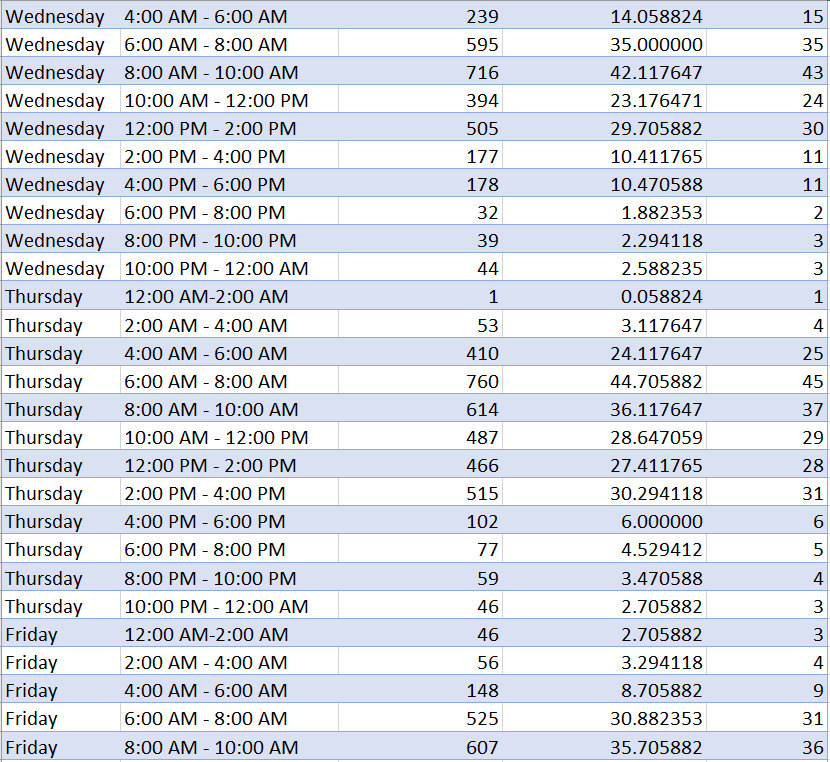 Wednesday 4:00 AM - 6:00 AM 239 14.058824 15
Wednesday 6:00 AM - 8:00 AM 595 35.000000 35
Wednesday 8:00 AM - 10:00 AM 716 42.117647 43
Wednesday 10:00 AM - 12:00 PM 394 23.176471 24
Wednesday 12:00 PM - 2:00 PM 505 29.705882 30
Wednesday 2:00 PM - 4:00 PM 177 10.411765 11
Wednesday 4:00 PM - 6:00 PM 178 10.470588 11
Wednesday 6:00 PM - 8:00 PM 32 1.882353 2
Wednesday 8:00 PM - 10:00 PM 39 2.294118 3
Wednesday 10:00 PM - 12:00 AM 44 2.588235 3
Thursday 12:00 AM-2:00 AM 1 0.058824 1
Thursday 2:00 AM - 4:00 AM 53 3.117647 4
Thursday 4:00 AM - 6:00 AM 410 24.117647 25
Thursday 6:00 AM - 8:00 AM 760 44.705882 45
Thursday 8:00 AM - 10:00 AM 614 36.117647 37
Thursday 10:00 AM - 12:00 PM 487 28.647059 29
Thursday 12:00 PM - 2:00 PM 466 27.411765 28
Thursday 2:00 PM - 4:00 PM 515 30.294118 31
Thursday 4:00 PM - 6:00 PM 102 6.000000 6
Thursday 6:00 PM - 8:00 PM 77 4.529412 5
Thursday 8:00 PM - 10:00 PM 59 3.470588 4
Thursday 10:00 PM - 12:00 AM 46 2.705882 3
Friday 12:00 AM-2:00 AM 46 2.705882 3
Friday 2:00 AM - 4:00 AM 56 3.294118 4
Friday 4:00 AM - 6:00 AM 148 8.705882 9
Friday 6:00 AM - 8:00 AM 525 30.882353 31
Friday 8:00 AM - 10:00 AM 607 35.705882 36